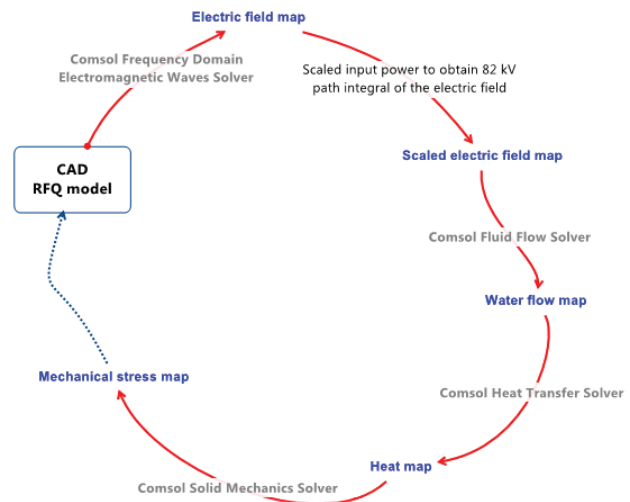 Electric field map
Comsol Frequency Domain
Electromagnetic Waves Solver
Scaled input power to obtain 82 kV
path integral of the electric field
CAD
RFQ model
Scaled electric field map
Comsol Fluid Flow Solver
Water flow map
Mechanical stress map
Comsol Heat Transfer Solver
Heat map
Comsol Solid Mechanics Solver